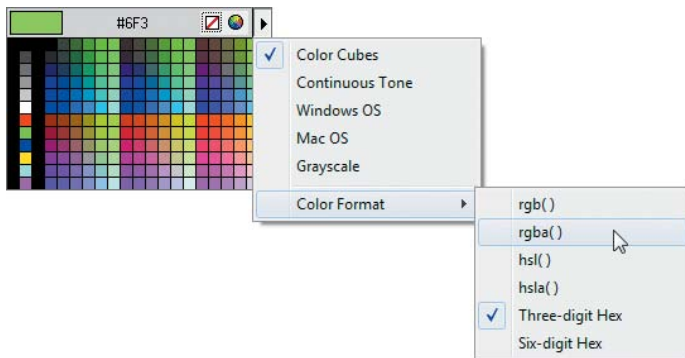 #6F3
Color Cubes
Continuous Tone
Windows OS
Mac OS
Grayscale
Color Format
rgb()
rgba()
hsl()
hsla()
Three-digit Hex
Six-digit Hex